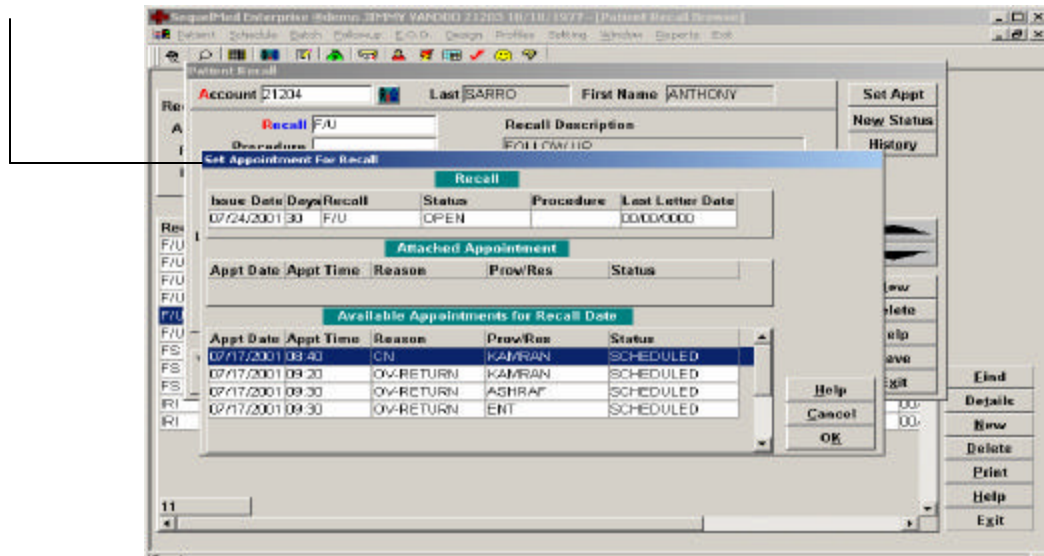 SequelMed Enterprise @demo JIMMY VANDOO 21203 10/10/1977 - [Patient Recall Browse]
Patient Schedule Batch Followup E.O.D. Design Profiles Setting Window Reports Exit
Patient Recall
Account 21204 Last SARRO First Name ANTHONY Set Appt
Recall F/U Recall Description New Status
Procedure FOLLOW UP History
Set Appointment For Recall
Recall
Issue Date Days Recall Status Procedure Last Letter Date
07/24/2001 30 F/U OPEN 00/00/0000
Attached Appointment
Appt Date Appt Time Reason Prov/Res Status
Available Appointments for Recall Date
Appt Date Appt Time Reason Prov/Res Status
07/17/2001 08:40 CN KAMRAN SCHEDULED
07/17/2001 09:20 OV-RETURN KAMRAN SCHEDULED
07/17/2001 09:30 OV-RETURN ASHRAF SCHEDULED
07/17/2001 09:30 OV-RETURN ENT SCHEDULED
Help
Cancel
OK
F/U
F/U
F/U
F/U
F/U
F/U
FS
FS
FS
IRI
IRI
Find
Details
New
Delete
Print
Help
Exit
11